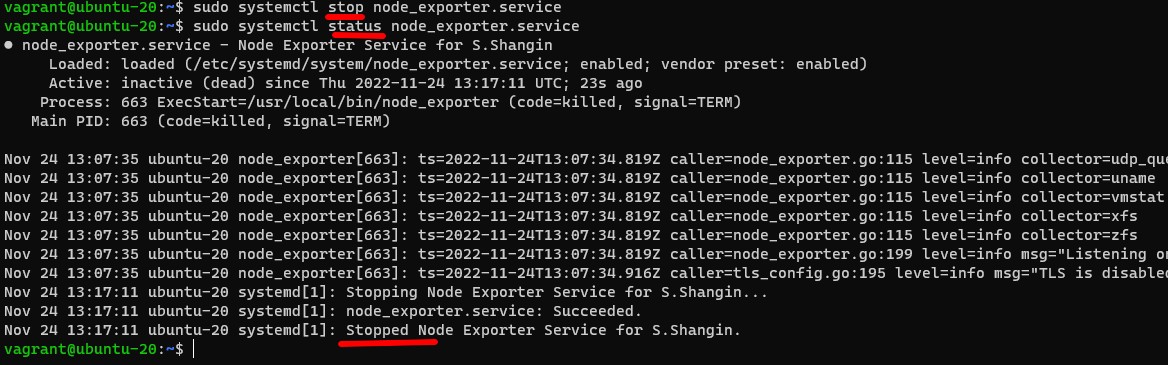 vagrant@ubuntu-20:~$ sudo systemctl stop node_exporter.service
vagrant@ubuntu-20:~$ sudo systemctl status node_exporter.service
● node_exporter.service - Node Exporter Service for S.Shangin
Loaded: loaded (/etc/systemd/system/node_exporter.service; enabled; vendor preset: enabled)
Active: inactive (dead) since Thu 2022-11-24 13:17:11 UTC; 23s ago
Process: 663 ExecStart=/usr/local/bin/node_exporter (code=killed, signal=TERM)
Main PID: 663 (code=killed, signal=TERM)
Nov 24 13:07:35 ubuntu-20 node_exporter[663]: ts=2022-11-24T13:07:34.819Z caller=node_exporter.go:115 level=info collector=udp_que
Nov 24 13:07:35 ubuntu-20 node_exporter[663]: ts=2022-11-24T13:07:34.819Z caller=node_exporter.go:115 level=info collector=uname
Nov 24 13:07:35 ubuntu-20 node_exporter[663]: ts=2022-11-24T13:07:34.819Z caller=node_exporter.go:115 level=info collector=vmstat
Nov 24 13:07:35 ubuntu-20 node_exporter[663]: ts=2022-11-24T13:07:34.819Z caller=node_exporter.go:115 level=info collector=xfs
Nov 24 13:07:35 ubuntu-20 node_exporter[663]: ts=2022-11-24T13:07:34.819Z caller=node_exporter.go:115 level=info collector=zfs
Nov 24 13:07:35 ubuntu-20 node_exporter[663]: ts=2022-11-24T13:07:34.819Z caller=node_exporter.go:199 level=info msg="Listening on
Nov 24 13:07:35 ubuntu-20 node_exporter[663]: ts=2022-11-24T13:07:34.916Z caller=tls_config.go:195 level=info msg="TLS is disabled
Nov 24 13:17:11 ubuntu-20 systemd[1]: Stopping Node Exporter Service for S.Shangin...
Nov 24 13:17:11 ubuntu-20 systemd[1]: node_exporter.service: Succeeded.
Nov 24 13:17:11 ubuntu-20 systemd[1]: Stopped Node Exporter Service for S.Shangin.
vagrant@ubuntu-20:~$